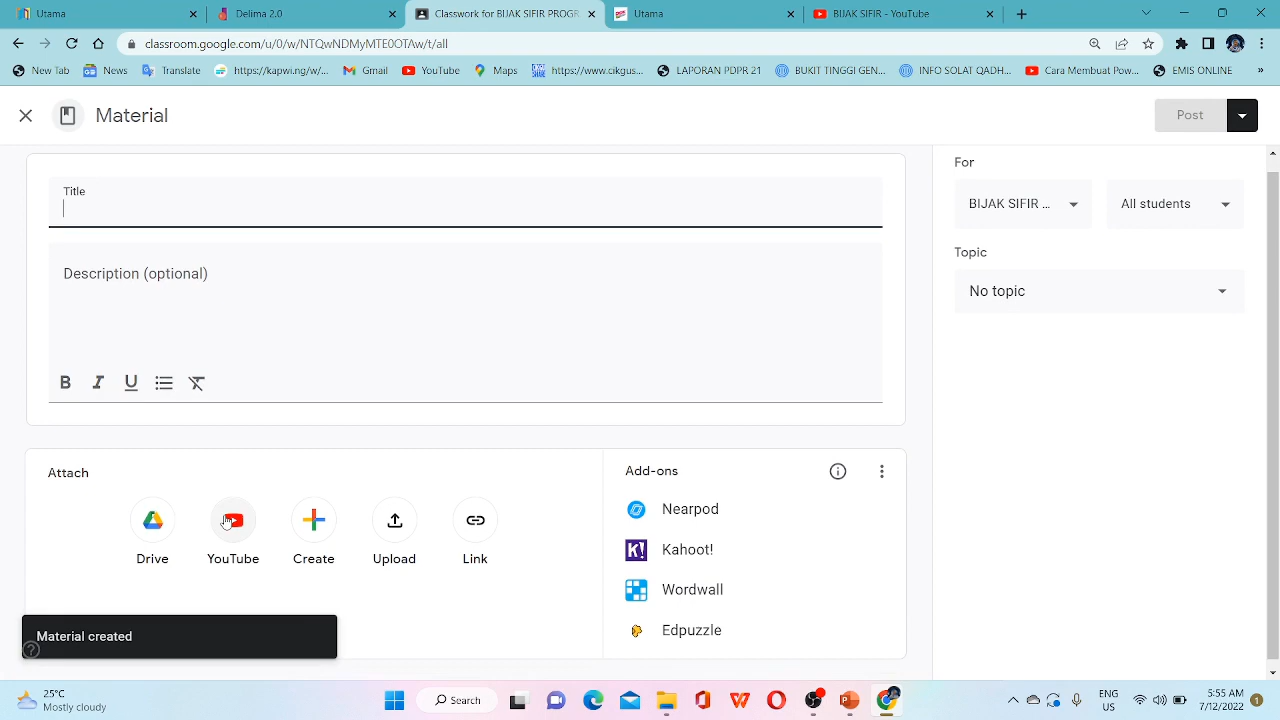 Utama
Delima 2.0
Classwork for BIJAK SIFIR PROGR
Utama
BIJAK SIFIR - YouTube
classroom.google.com/u/0/w/NTQwNDMyMTE0OTAw/t/all
New Tab
News
Translate
https://kapwing/w/...
Gmail
YouTube
Maps
https://www.cikgus...
LAPORAN PDPR 21
BUKIT TINGGI GEN...
INFO SOLAT QADH...
Cara Membuat Pow...
EMIS ONLINE
»
Material
Post
Title
Description (optional)
B I U
For
BIJAK SIFIR ...
All students
Topic
No topic
Attach
Drive
YouTube
Create
Upload
Link
Add-ons
Nearpod
K! Kahoot!
Wordwall
Edpuzzle
Material created
25°C
Mostly cloudy
Search
ENG
US
5:55 AM
7/12/2022
1